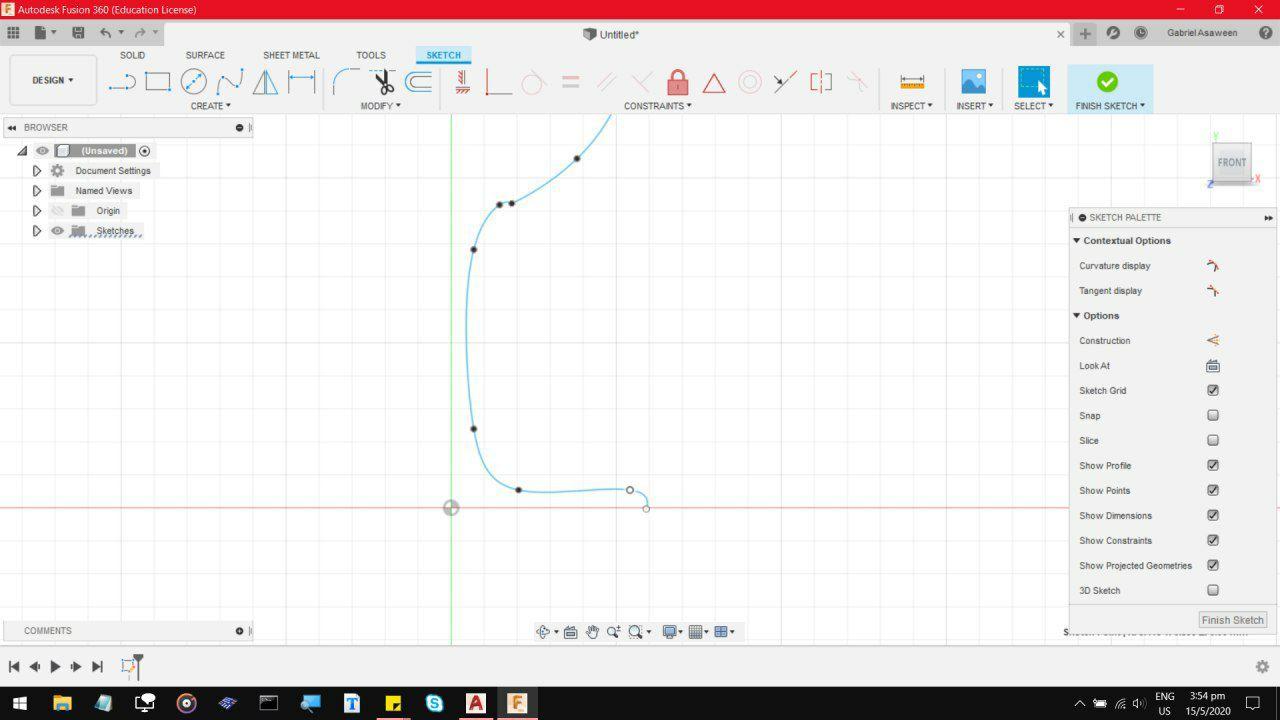 Autodesk Fusion 360 (Education License)
Untitled*
Gabriel Asaween
SOLID SURFACE SHEET METAL TOOLS SKETCH
DESIGN
CREATE MODIFY CONSTRAINTS INSPECT INSERT SELECT FINISH SKETCH
BROWSER
(Unsaved)
Document Settings
Named Views
Origin
Sketches
Y
FRONT
X
Z
SKETCH PALETTE
Contextual Options
Curvature display
Tangent display
Options
Construction
Look At
Sketch Grid
Snap
Slice
Show Profile
Show Points
Show Dimensions
Show Constraints
Show Projected Geometries
3D Sketch
Finish Sketch
COMMENTS
ENG
US
3:54 pm
15/5/2020